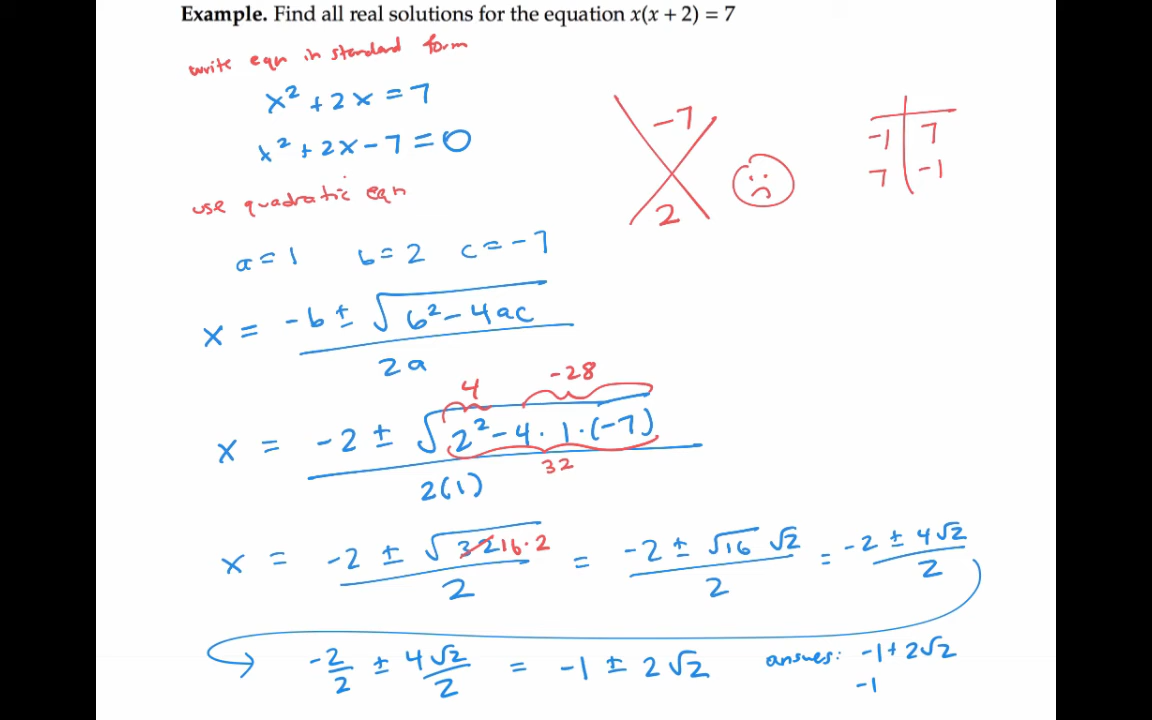 Example. Find all real solutions for the equation x(x + 2) = 7
write eqn in standard form
x² + 2x = 7
x² + 2x - 7 = 0
-7
2
-1 | 7
7 | -1
use quadratic eqn
a = 1 b = 2 c = -7
x = (-b ± √(b² - 4ac)) / 2a
4 -28
x = (-2 ± √(2² - 4 · 1 · (-7))) / 2(1)
32
x = (-2 ± √(32 16·2)) / 2 = (-2 ± √16 √2) / 2 = (-2 ± 4√2) / 2
-2/2 ± 4√2/2 = -1 ± 2√2 answes: -1 + 2√2
-1